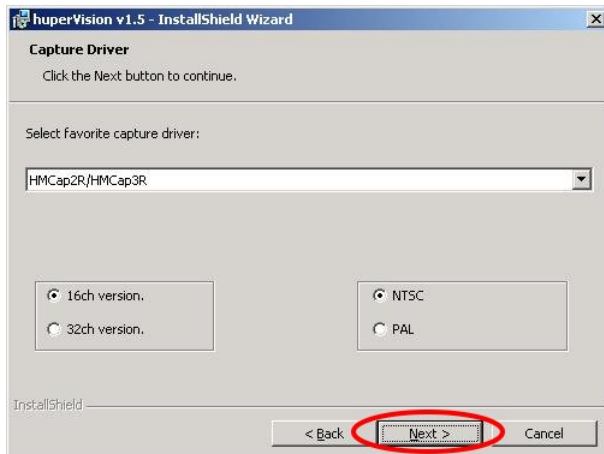 huperVision v1.5 - InstallShield Wizard
Capture Driver
Click the Next button to continue.
Select favorite capture driver:
HMCap2R/HMCap3R
16ch version.
NTSC
32ch version.
PAL
InstallShield
< Back
Next >
Cancel